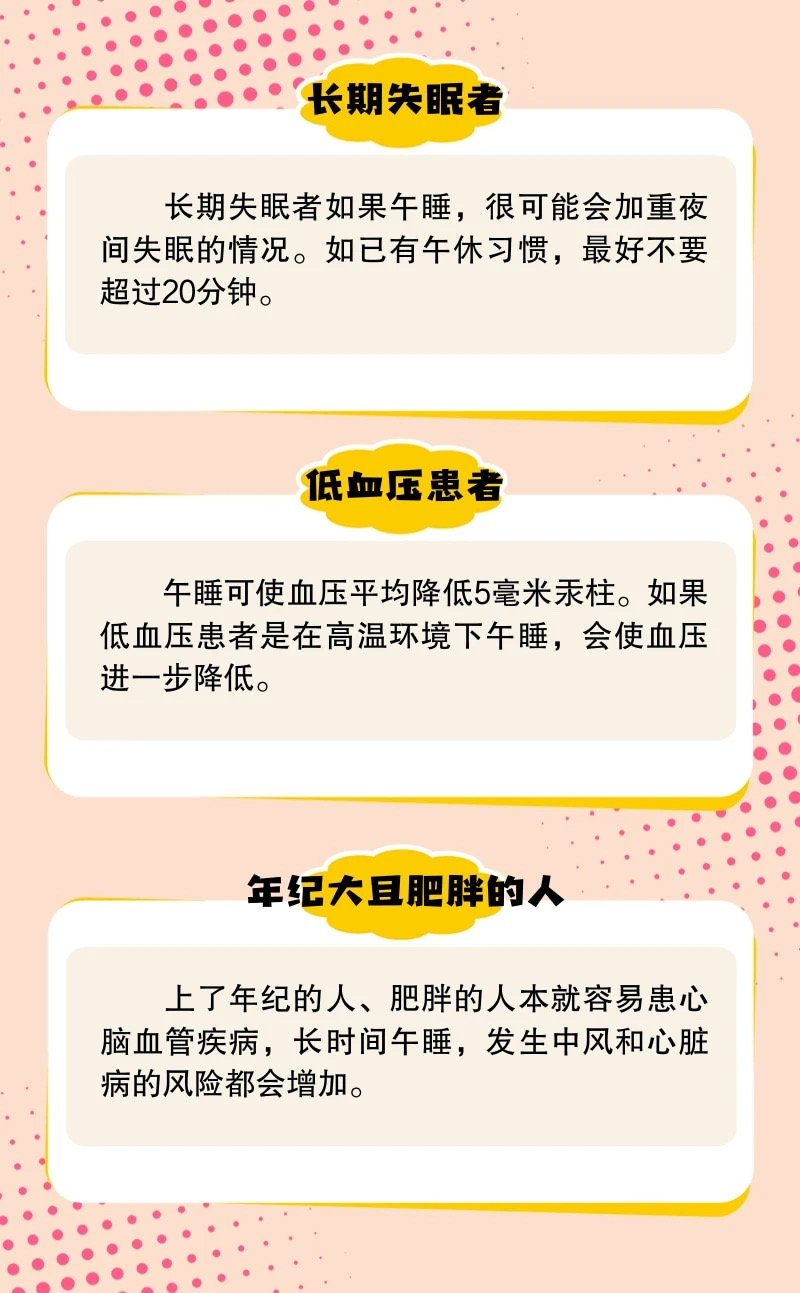 长期失眠者
长期失眠者如果午睡，很可能会加重夜
间失眠的情况。如已有午休习惯，最好不要
超过20分钟。
低血压患者
午睡可使血压平均降低5毫米汞柱。如果
低血压患者是在高温环境下午睡，会使血压
进一步降低。
年纪大且肥胖的人
上了年纪的人、肥胖的人本就容易患心
脑血管疾病，长时间午睡，发生中风和心脏
病的风险都会增加。